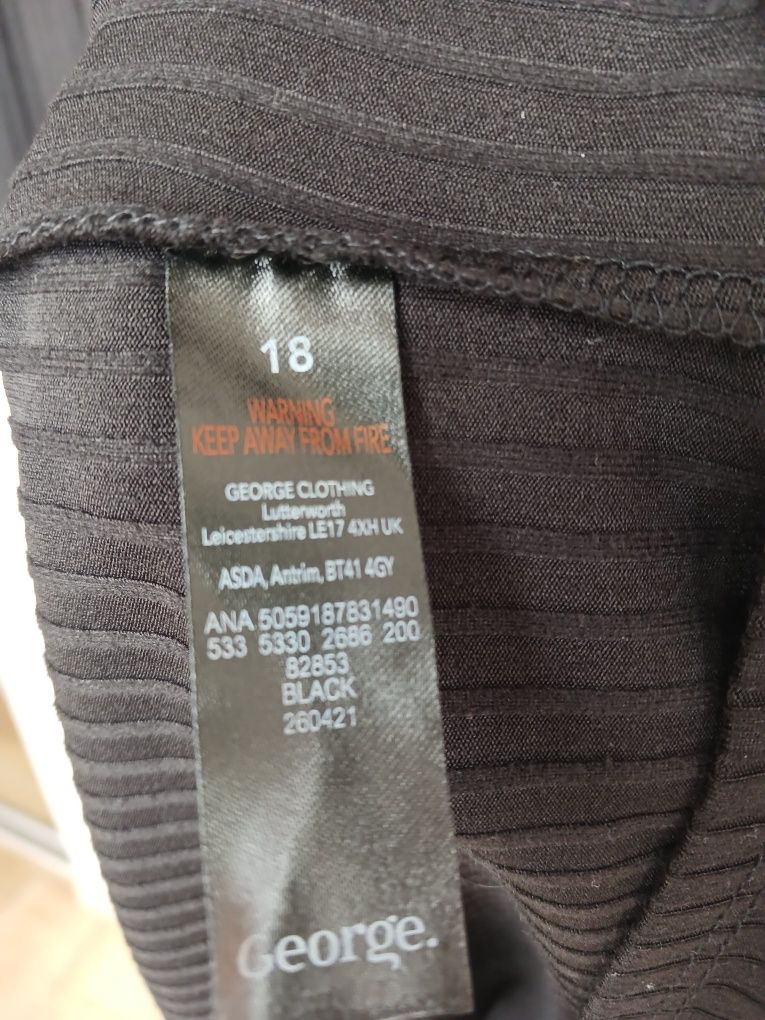 18
WARNING
KEEP AWAY FROM FIRE
GEORGE CLOTHING
Lutterworth
Leicestershire LE17 4XH UK
ASDA, Antrim, BT41 4GY
ANA 5059187831490
533 5330 2686 200
82853
BLACK
260421
George.